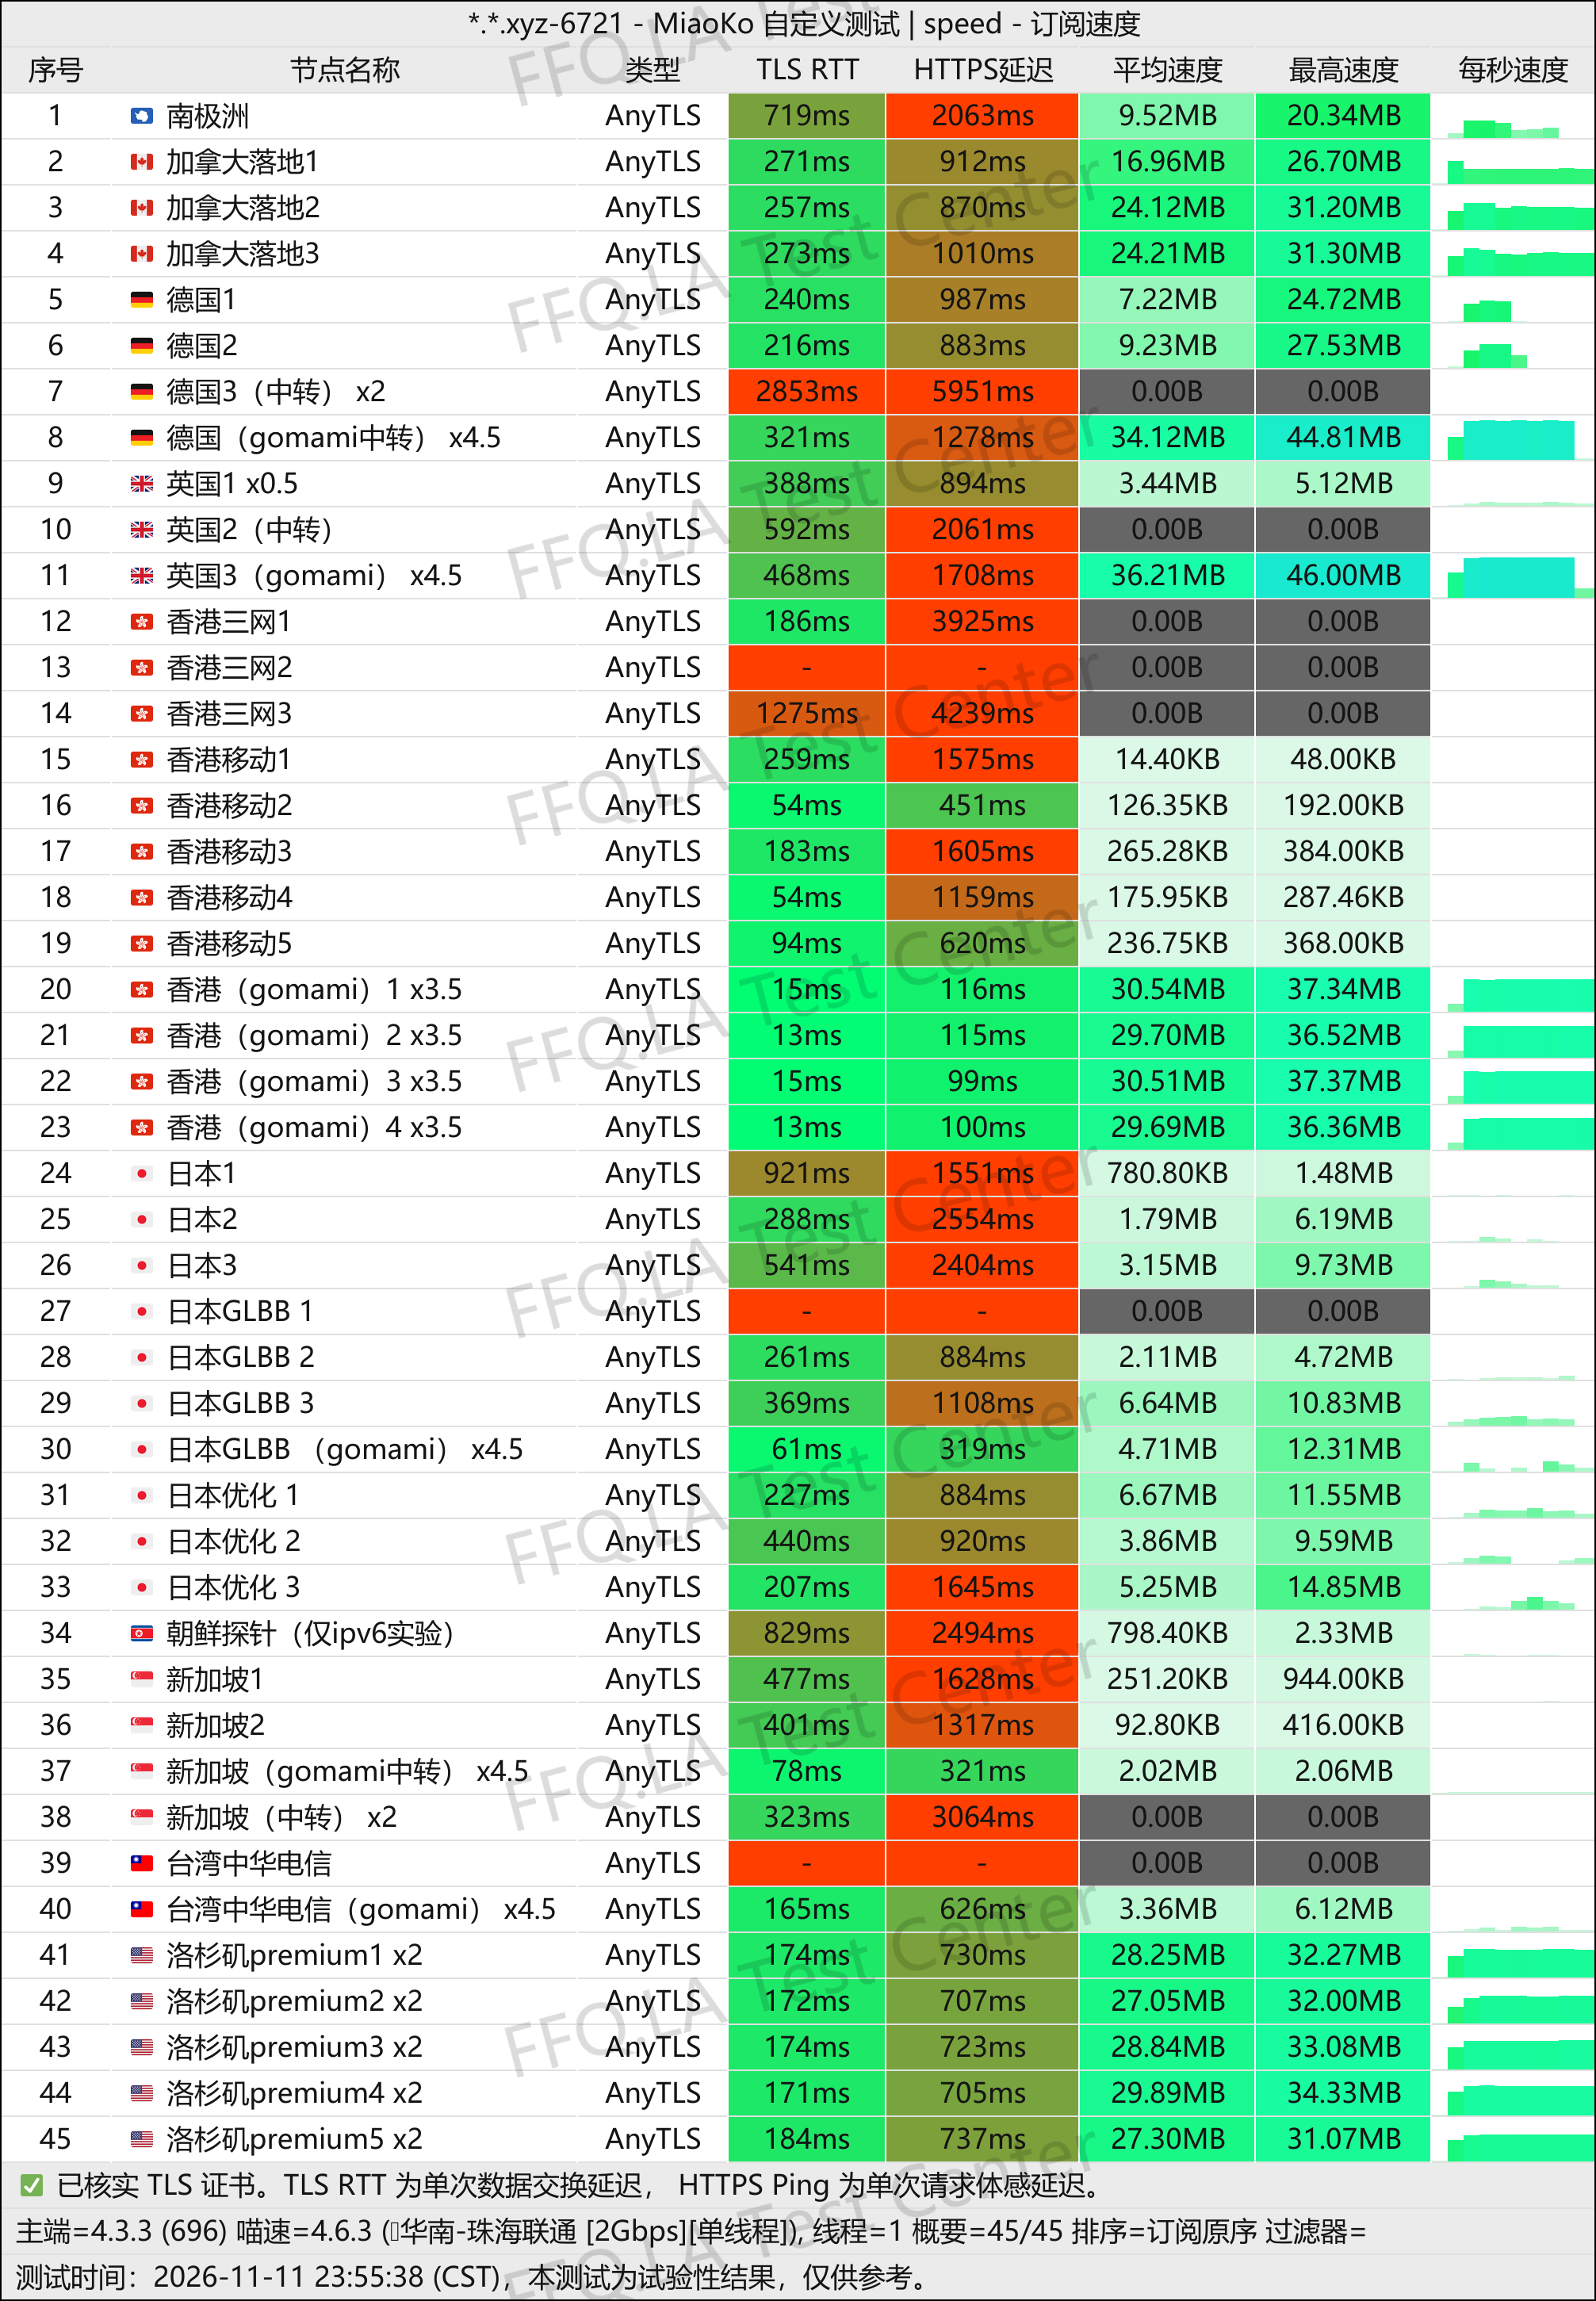 *.*.xyz-6721 - MiaoKo 自定义测试 | speed - 订阅速度
序号 节点名称 类型 TLS RTT HTTPS延迟 平均速度 最高速度 每秒速度
1 南极洲 AnyTLS 719ms 2063ms 9.52MB 20.34MB
2 加拿大落地1 AnyTLS 271ms 912ms 16.96MB 26.70MB
3 加拿大落地2 AnyTLS 257ms 870ms 24.12MB 31.20MB
4 加拿大落地3 AnyTLS 273ms 1010ms 24.21MB 31.30MB
5 德国1 AnyTLS 240ms 987ms 7.22MB 24.72MB
6 德国2 AnyTLS 216ms 883ms 9.23MB 27.53MB
7 德国3（中转） x2 AnyTLS 2853ms 5951ms 0.00B 0.00B
8 德国（gomami中转） x4.5 AnyTLS 321ms 1278ms 34.12MB 44.81MB
9 英国1 x0.5 AnyTLS 388ms 894ms 3.44MB 5.12MB
10 英国2（中转） AnyTLS 592ms 2061ms 0.00B 0.00B
11 英国3（gomami） x4.5 AnyTLS 468ms 1708ms 36.21MB 46.00MB
12 香港三网1 AnyTLS 186ms 3925ms 0.00B 0.00B
13 香港三网2 AnyTLS - - 0.00B 0.00B
14 香港三网3 AnyTLS 1275ms 4239ms 0.00B 0.00B
15 香港移动1 AnyTLS 259ms 1575ms 14.40KB 48.00KB
16 香港移动2 AnyTLS 54ms 451ms 126.35KB 192.00KB
17 香港移动3 AnyTLS 183ms 1605ms 265.28KB 384.00KB
18 香港移动4 AnyTLS 54ms 1159ms 175.95KB 287.46KB
19 香港移动5 AnyTLS 94ms 620ms 236.75KB 368.00KB
20 香港（gomami）1 x3.5 AnyTLS 15ms 116ms 30.54MB 37.34MB
21 香港（gomami）2 x3.5 AnyTLS 13ms 115ms 29.70MB 36.52MB
22 香港（gomami）3 x3.5 AnyTLS 15ms 99ms 30.51MB 37.37MB
23 香港（gomami）4 x3.5 AnyTLS 13ms 100ms 29.69MB 36.36MB
24 日本1 AnyTLS 921ms 1551ms 780.80KB 1.48MB
25 日本2 AnyTLS 288ms 2554ms 1.79MB 6.19MB
26 日本3 AnyTLS 541ms 2404ms 3.15MB 9.73MB
27 日本GLBB 1 AnyTLS - - 0.00B 0.00B
28 日本GLBB 2 AnyTLS 261ms 884ms 2.11MB 4.72MB
29 日本GLBB 3 AnyTLS 369ms 1108ms 6.64MB 10.83MB
30 日本GLBB （gomami） x4.5 AnyTLS 61ms 319ms 4.71MB 12.31MB
31 日本优化 1 AnyTLS 227ms 884ms 6.67MB 11.55MB
32 日本优化 2 AnyTLS 440ms 920ms 3.86MB 9.59MB
33 日本优化 3 AnyTLS 207ms 1645ms 5.25MB 14.85MB
34 朝鲜探针（仅ipv6实验） AnyTLS 829ms 2494ms 798.40KB 2.33MB
35 新加坡1 AnyTLS 477ms 1628ms 251.20KB 944.00KB
36 新加坡2 AnyTLS 401ms 1317ms 92.80KB 416.00KB
37 新加坡（gomami中转） x4.5 AnyTLS 78ms 321ms 2.02MB 2.06MB
38 新加坡（中转） x2 AnyTLS 323ms 3064ms 0.00B 0.00B
39 台湾中华电信 AnyTLS - - 0.00B 0.00B
40 台湾中华电信（gomami） x4.5 AnyTLS 165ms 626ms 3.36MB 6.12MB
41 洛杉矶premium1 x2 AnyTLS 174ms 730ms 28.25MB 32.27MB
42 洛杉矶premium2 x2 AnyTLS 172ms 707ms 27.05MB 32.00MB
43 洛杉矶premium3 x2 AnyTLS 174ms 723ms 28.84MB 33.08MB
44 洛杉矶premium4 x2 AnyTLS 171ms 705ms 29.89MB 34.33MB
45 洛杉矶premium5 x2 AnyTLS 184ms 737ms 27.30MB 31.07MB
✅ 已核实 TLS 证书。TLS RTT 为单次数据交换延迟， HTTPS Ping 为单次请求体感延迟。
主端=4.3.3 (696) 喵速=4.6.3 (▯华南-珠海联通 [2Gbps][单线程]), 线程=1 概要=45/45 排序=订阅原序 过滤器=
测试时间：2026-11-11 23:55:38 (CST)，本测试为试验性结果，仅供参考。
FFQ.LA Test Center
FFQ.LA Test Center
FFQ.LA Test Center
FFQ.LA Test Center
FFQ.LA Test Center
FFQ.LA Test Center
FFQ.LA Test Center
FFQ.LA Test Center
FFQ.LA Test Center
FFQ.LA Test Center